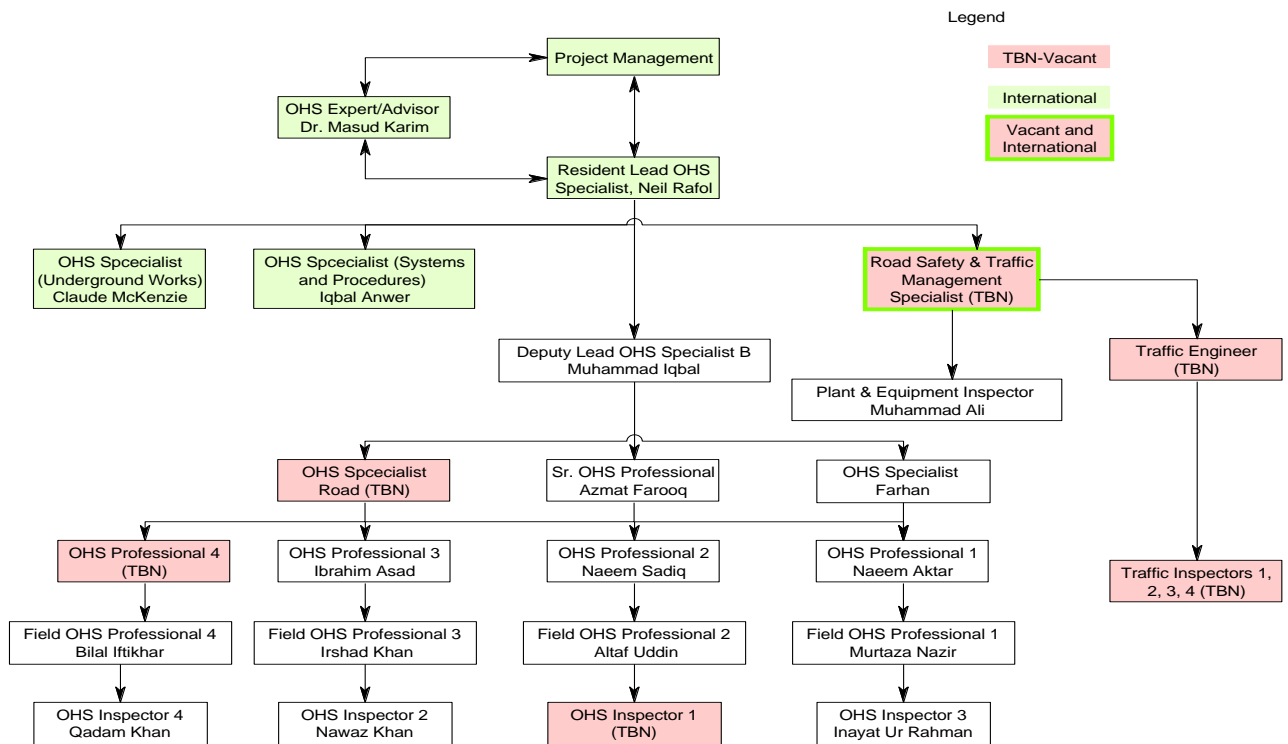 Legend
Project Management
TBN-Vacant
OHS Expert/Advisor
Dr. Masud Karim
International
Vacant and
International
Resident Lead OHS
Specialist, Neil Rafol
OHS Spcecialist
(Underground Works)
Claude McKenzie
OHS Spcecialist (Systems
and Procedures)
Iqbal Anwer
Road Safety & Traffic
Management
Specialist (TBN)
Deputy Lead OHS Specialist B
Muhammad Iqbal
Traffic Engineer
(TBN)
Plant & Equipment Inspector
Muhammad Ali
OHS Spcecialist
Road (TBN)
Sr. OHS Professional
Azmat Farooq
OHS Specialist
Farhan
OHS Professional 4
(TBN)
OHS Professional 3
Ibrahim Asad
OHS Professional 2
Naeem Sadiq
OHS Professional 1
Naeem Aktar
Traffic Inspectors 1,
2, 3, 4 (TBN)
Field OHS Professional 4
Bilal Iftikhar
Field OHS Professional 3
Irshad Khan
Field OHS Professional 2
Altaf Uddin
Field OHS Professional 1
Murtaza Nazir
OHS Inspector 4
Qadam Khan
OHS Inspector 2
Nawaz Khan
OHS Inspector 1
(TBN)
OHS Inspector 3
Inayat Ur Rahman